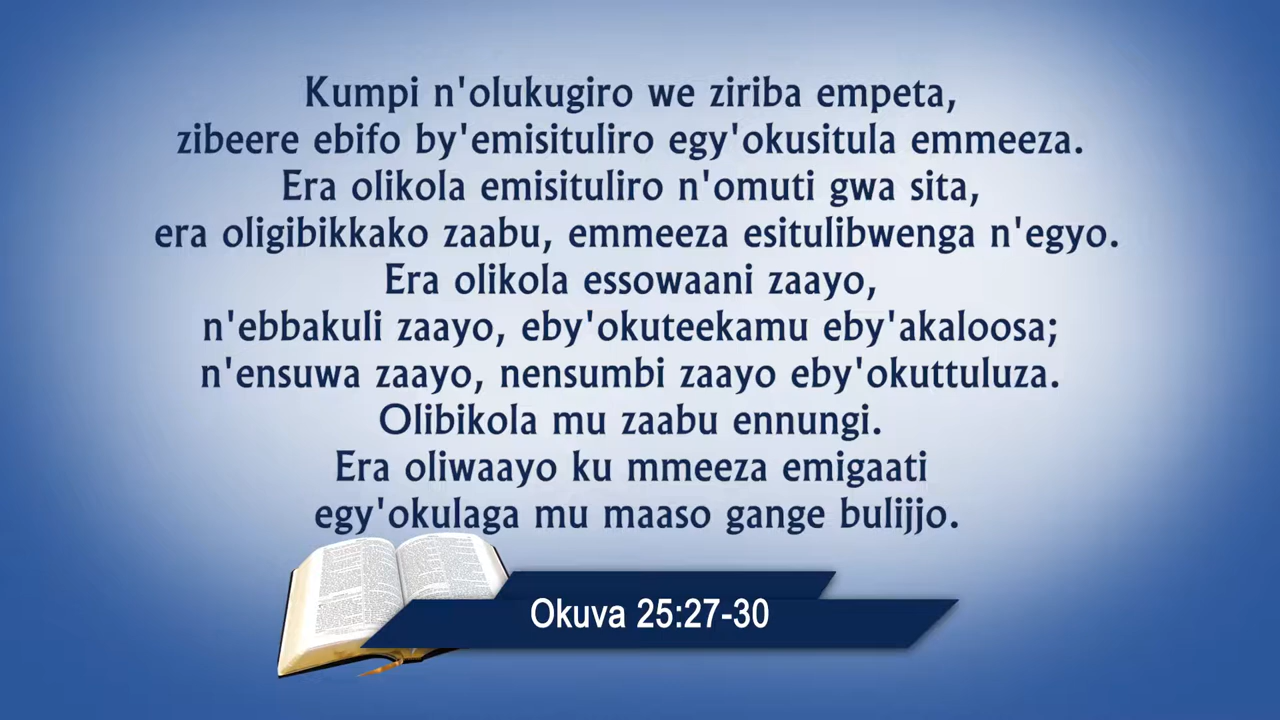 Kumpi n'olukugiro we ziriba empeta,
zibeere ebifo by'emisituliro egy'okusitula emmeeza.
Era olikola emisituliro n'omuti gwa sita,
era oligibikkako zaabu, emmeeza esitulibwenga n'egyo.
Era olikola essowaani zaayo,
n'ebbakuli zaayo, eby'okuteekamu eby'akaloosa;
n'ensuwa zaayo, nensumbi zaayo eby'okuttuluza.
Olibikola mu zaabu ennungi.
Era oliwaayo ku mmeeza emigaati
egy'okulaga mu maaso gange bulijjo.
Okuva 25:27-30